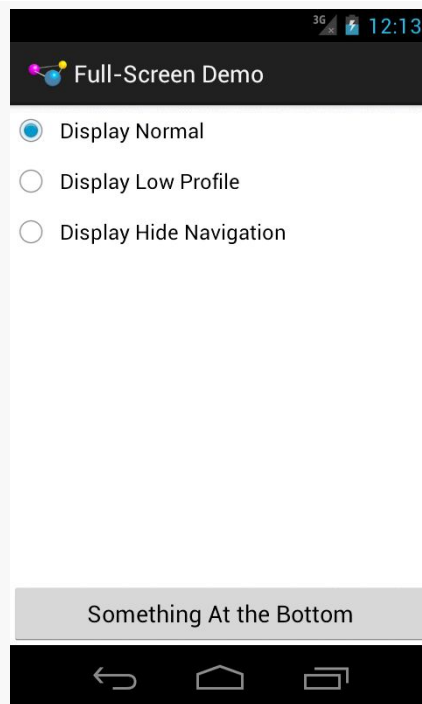 3G 12:13
Full-Screen Demo
Display Normal
Display Low Profile
Display Hide Navigation
Something At the Bottom